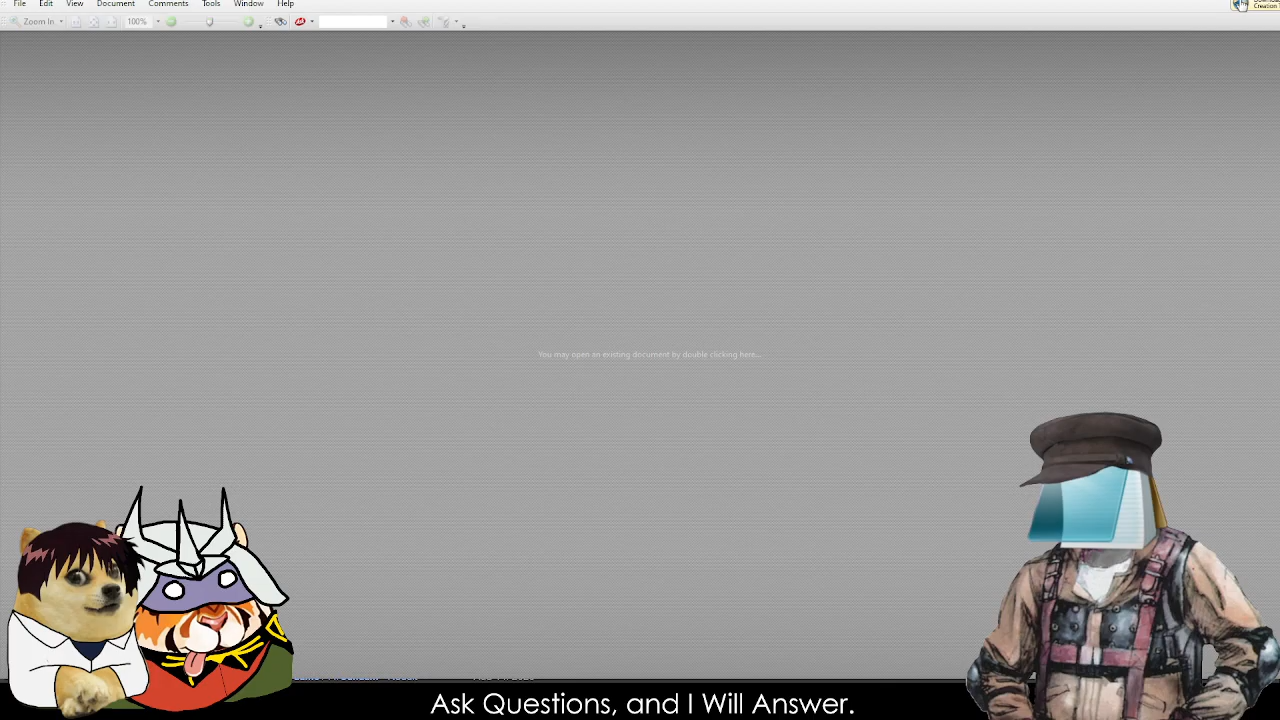 File Edit View Document Comments Tools Window Help
Creation
Zoom In 100%
You may open an existing document by double clicking here...
Ask Questions, and I Will Answer.